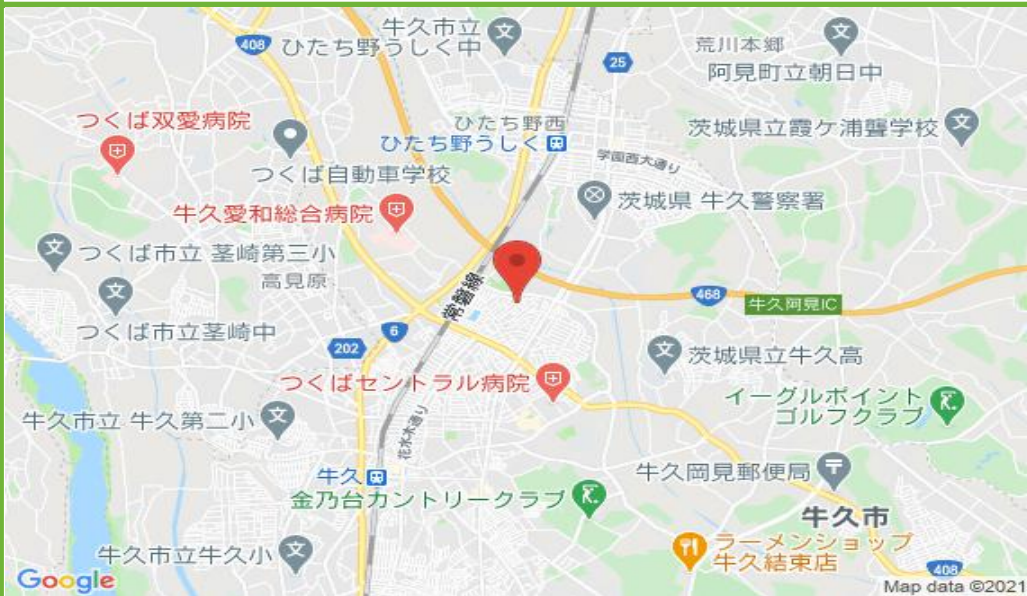 牛久市立
ひたち野うしく中
408
25
荒川本郷
阿見町立朝日中
つくば双愛病院
ひたち野西
ひたち野うしく
茨城県立霞ケ浦聾学校
つくば自動車学校
学園西大通り
茨城県 牛久警察署
牛久愛和総合病院
つくば市立 茎崎第三小
高見原
常磐線
468
牛久阿見IC
つくば市立茎崎中
6
202
茨城県立牛久高
つくばセントラル病院
イーグルポイント
ゴルフクラブ
牛久市立 牛久第二小
花水木通り
牛久
牛久岡見郵便局
金乃台カントリークラブ
牛久市
ラーメンショップ
牛久結束店
牛久市立牛久小
408
Google
Map data ©2021